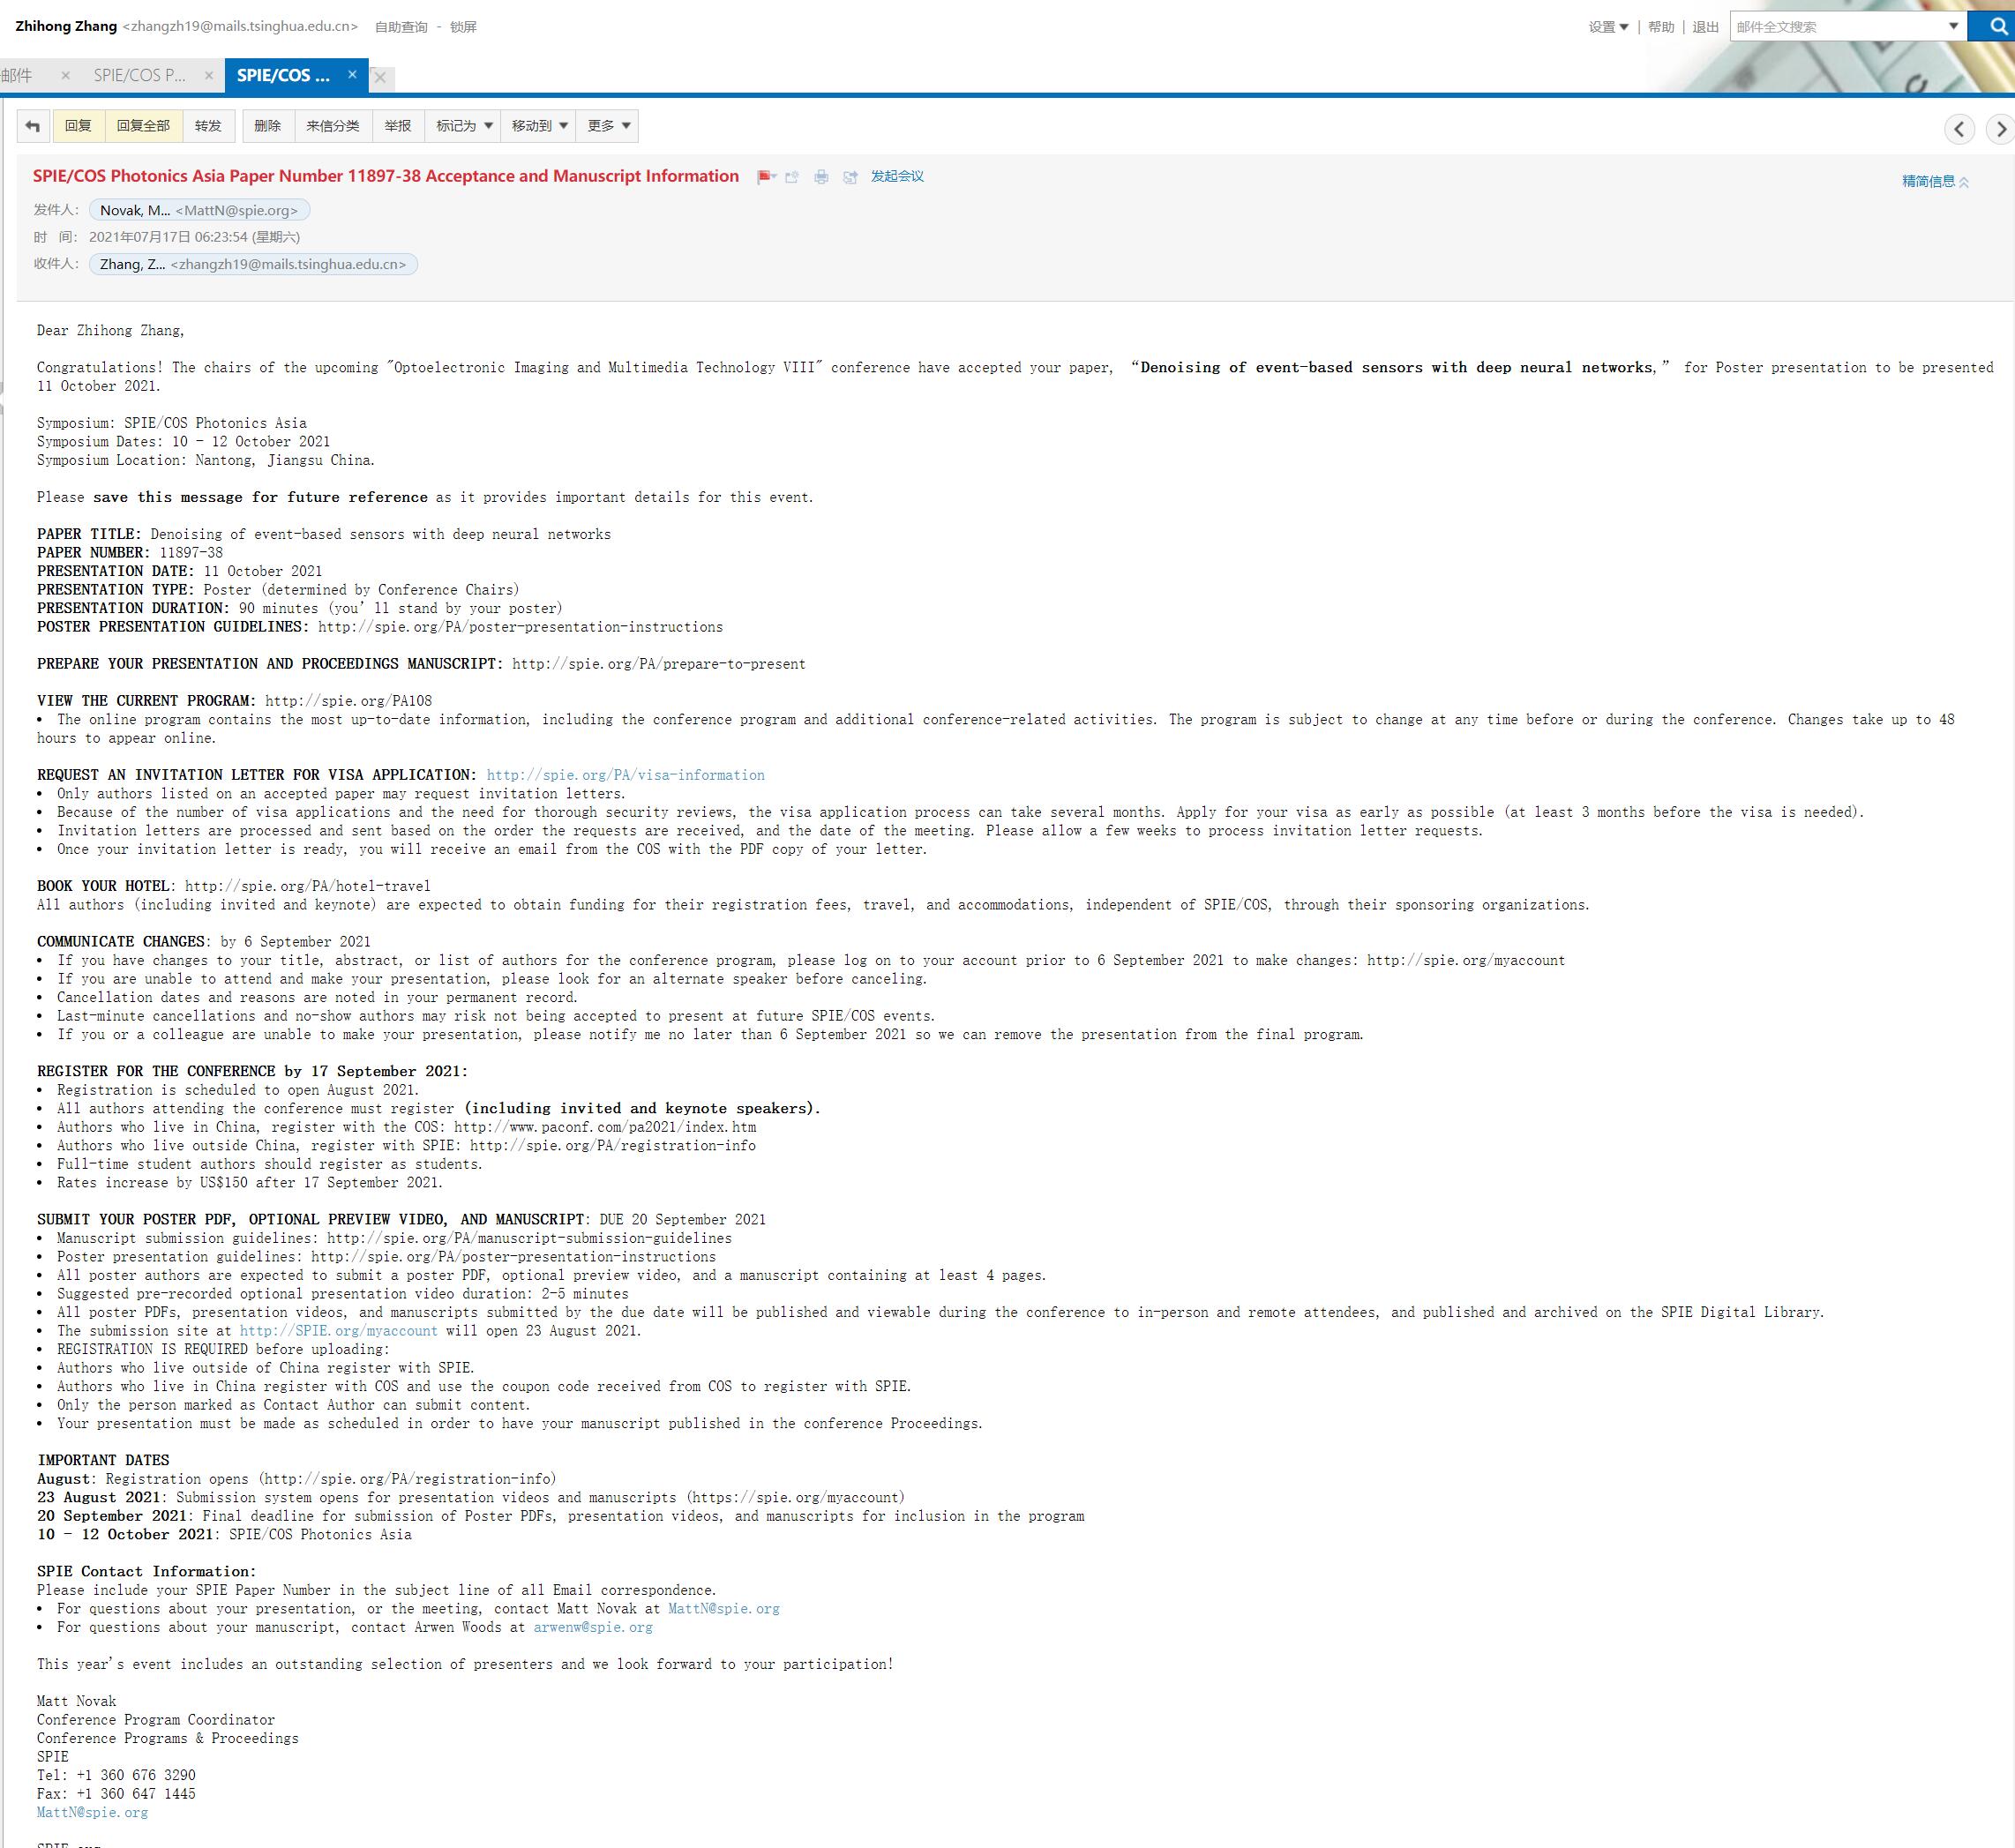 Zhihong Zhang <zhangzh19@mails.tsinghua.edu.cn> 自助查询 - 锁屏
设置 | 帮助 | 退出 邮件全文搜索
邮件 SPIE/COS P... SPIE/COS ...
回复 回复全部 转发 删除 来信分类 举报 标记为 移动到 更多
SPIE/COS Photonics Asia Paper Number 11897-38 Acceptance and Manuscript Information 发起会议
精简信息
发件人: Novak, M... <MattN@spie.org>
时 间: 2021年07月17日 06:23:54 (星期六)
收件人: Zhang, Z... <zhangzh19@mails.tsinghua.edu.cn>
Dear Zhihong Zhang,
Congratulations! The chairs of the upcoming "Optoelectronic Imaging and Multimedia Technology VIII" conference have accepted your paper, “Denoising of event-based sensors with deep neural networks,” for Poster presentation to be presented
11 October 2021.
Symposium: SPIE/COS Photonics Asia
Symposium Dates: 10 - 12 October 2021
Symposium Location: Nantong, Jiangsu China.
Please save this message for future reference as it provides important details for this event.
PAPER TITLE: Denoising of event-based sensors with deep neural networks
PAPER NUMBER: 11897-38
PRESENTATION DATE: 11 October 2021
PRESENTATION TYPE: Poster (determined by Conference Chairs)
PRESENTATION DURATION: 90 minutes (you’ll stand by your poster)
POSTER PRESENTATION GUIDELINES: http://spie.org/PA/poster-presentation-instructions
PREPARE YOUR PRESENTATION AND PROCEEDINGS MANUSCRIPT: http://spie.org/PA/prepare-to-present
VIEW THE CURRENT PROGRAM: http://spie.org/PA108
• The online program contains the most up-to-date information, including the conference program and additional conference-related activities. The program is subject to change at any time before or during the conference. Changes take up to 48
hours to appear online.
REQUEST AN INVITATION LETTER FOR VISA APPLICATION: http://spie.org/PA/visa-information
• Only authors listed on an accepted paper may request invitation letters.
• Because of the number of visa applications and the need for thorough security reviews, the visa application process can take several months. Apply for your visa as early as possible (at least 3 months before the visa is needed).
• Invitation letters are processed and sent based on the order the requests are received, and the date of the meeting. Please allow a few weeks to process invitation letter requests.
• Once your invitation letter is ready, you will receive an email from the COS with the PDF copy of your letter.
BOOK YOUR HOTEL: http://spie.org/PA/hotel-travel
All authors (including invited and keynote) are expected to obtain funding for their registration fees, travel, and accommodations, independent of SPIE/COS, through their sponsoring organizations.
COMMUNICATE CHANGES: by 6 September 2021
• If you have changes to your title, abstract, or list of authors for the conference program, please log on to your account prior to 6 September 2021 to make changes: http://spie.org/myaccount
• If you are unable to attend and make your presentation, please look for an alternate speaker before canceling.
• Cancellation dates and reasons are noted in your permanent record.
• Last-minute cancellations and no-show authors may risk not being accepted to present at future SPIE/COS events.
• If you or a colleague are unable to make your presentation, please notify me no later than 6 September 2021 so we can remove the presentation from the final program.
REGISTER FOR THE CONFERENCE by 17 September 2021:
• Registration is scheduled to open August 2021.
• All authors attending the conference must register (including invited and keynote speakers).
• Authors who live in China, register with the COS: http://www.paconf.com/pa2021/index.htm
• Authors who live outside China, register with SPIE: http://spie.org/PA/registration-info
• Full-time student authors should register as students.
• Rates increase by US$150 after 17 September 2021.
SUBMIT YOUR POSTER PDF, OPTIONAL PREVIEW VIDEO, AND MANUSCRIPT: DUE 20 September 2021
• Manuscript submission guidelines: http://spie.org/PA/manuscript-submission-guidelines
• Poster presentation guidelines: http://spie.org/PA/poster-presentation-instructions
• All poster authors are expected to submit a poster PDF, optional preview video, and a manuscript containing at least 4 pages.
• Suggested pre-recorded optional presentation video duration: 2-5 minutes
• All poster PDFs, presentation videos, and manuscripts submitted by the due date will be published and viewable during the conference to in-person and remote attendees, and published and archived on the SPIE Digital Library.
• The submission site at http://SPIE.org/myaccount will open 23 August 2021.
• REGISTRATION IS REQUIRED before uploading:
• Authors who live outside of China register with SPIE.
• Authors who live in China register with COS and use the coupon code received from COS to register with SPIE.
• Only the person marked as Contact Author can submit content.
• Your presentation must be made as scheduled in order to have your manuscript published in the conference Proceedings.
IMPORTANT DATES
August: Registration opens (http://spie.org/PA/registration-info)
23 August 2021: Submission system opens for presentation videos and manuscripts (https://spie.org/myaccount)
20 September 2021: Final deadline for submission of Poster PDFs, presentation videos, and manuscripts for inclusion in the program
10 - 12 October 2021: SPIE/COS Photonics Asia
SPIE Contact Information:
Please include your SPIE Paper Number in the subject line of all Email correspondence.
• For questions about your presentation, or the meeting, contact Matt Novak at MattN@spie.org
• For questions about your manuscript, contact Arwen Woods at arwenw@spie.org
This year's event includes an outstanding selection of presenters and we look forward to your participation!
Matt Novak
Conference Program Coordinator
Conference Programs & Proceedings
SPIE
Tel: +1 360 676 3290
Fax: +1 360 647 1445
MattN@spie.org